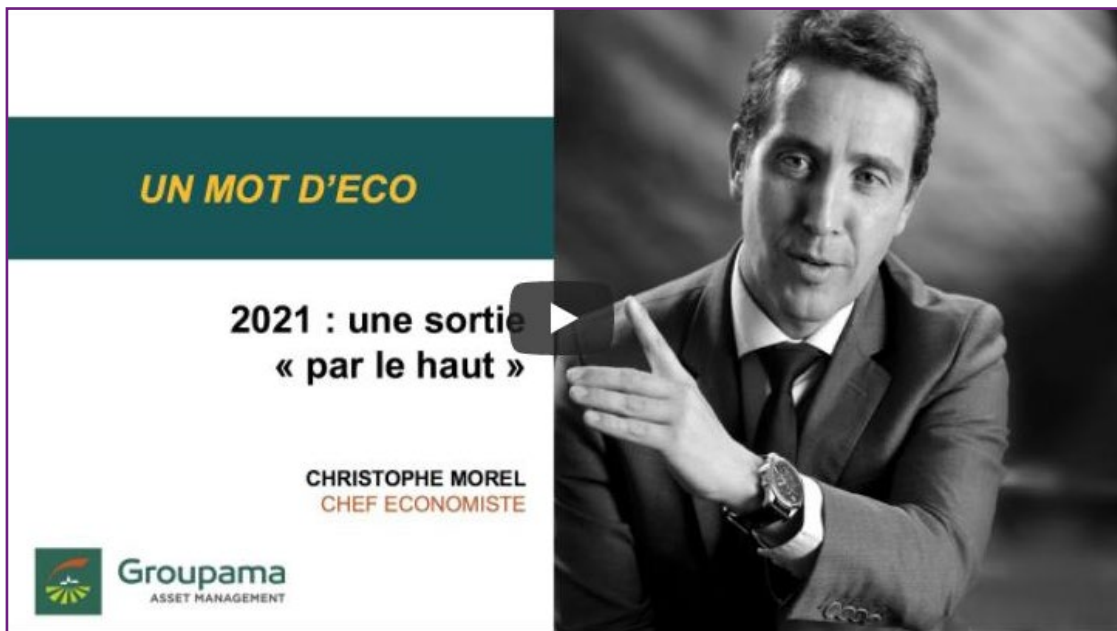 UN MOT D'ECO
2021 : une sortie
« par le haut »
CHRISTOPHE MOREL
CHEF ECONOMISTE
Groupama
ASSET MANAGEMENT